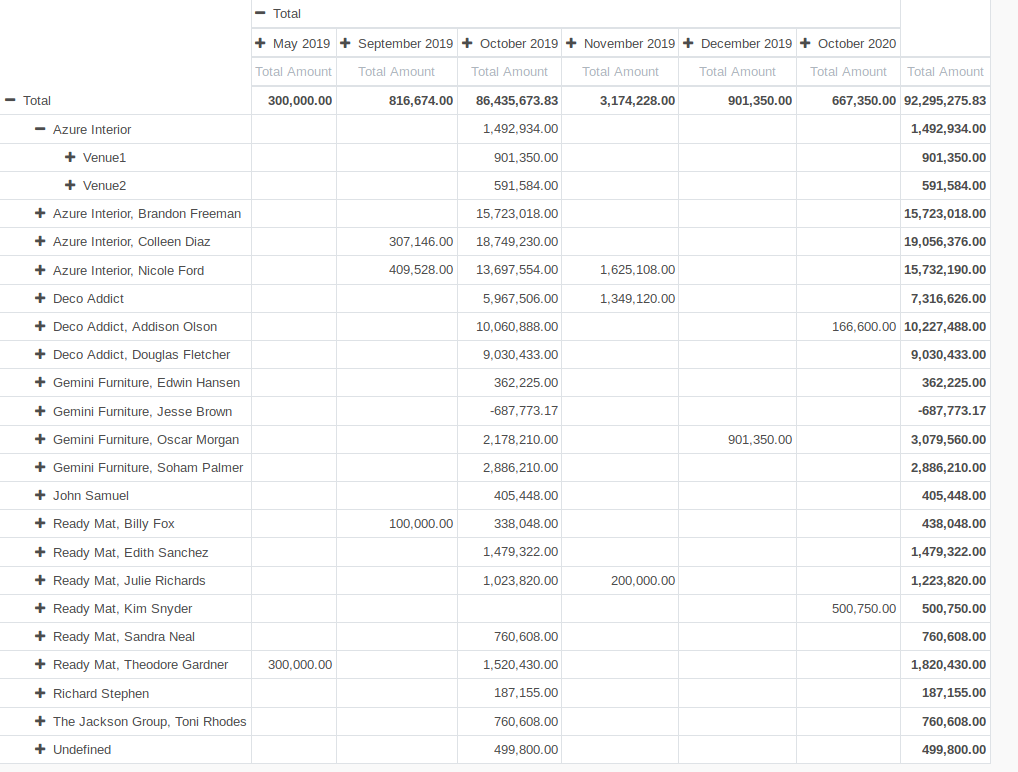 Total
May 2019 September 2019 October 2019 November 2019 December 2019 October 2020
Total Amount Total Amount Total Amount Total Amount Total Amount Total Amount Total Amount
Total 300,000.00 816,674.00 86,435,673.83 3,174,228.00 901,350.00 667,350.00 92,295,275.83
Azure Interior 1,492,934.00 1,492,934.00
Venue1 901,350.00 901,350.00
Venue2 591,584.00 591,584.00
Azure Interior, Brandon Freeman 15,723,018.00 15,723,018.00
Azure Interior, Colleen Diaz 307,146.00 18,749,230.00 19,056,376.00
Azure Interior, Nicole Ford 409,528.00 13,697,554.00 1,625,108.00 15,732,190.00
Deco Addict 5,967,506.00 1,349,120.00 7,316,626.00
Deco Addict, Addison Olson 10,060,888.00 166,600.00 10,227,488.00
Deco Addict, Douglas Fletcher 9,030,433.00 9,030,433.00
Gemini Furniture, Edwin Hansen 362,225.00 362,225.00
Gemini Furniture, Jesse Brown -687,773.17 -687,773.17
Gemini Furniture, Oscar Morgan 2,178,210.00 901,350.00 3,079,560.00
Gemini Furniture, Soham Palmer 2,886,210.00 2,886,210.00
John Samuel 405,448.00 405,448.00
Ready Mat, Billy Fox 100,000.00 338,048.00 438,048.00
Ready Mat, Edith Sanchez 1,479,322.00 1,479,322.00
Ready Mat, Julie Richards 1,023,820.00 200,000.00 1,223,820.00
Ready Mat, Kim Snyder 500,750.00 500,750.00
Ready Mat, Sandra Neal 760,608.00 760,608.00
Ready Mat, Theodore Gardner 300,000.00 1,520,430.00 1,820,430.00
Richard Stephen 187,155.00 187,155.00
The Jackson Group, Toni Rhodes 760,608.00 760,608.00
Undefined 499,800.00 499,800.00